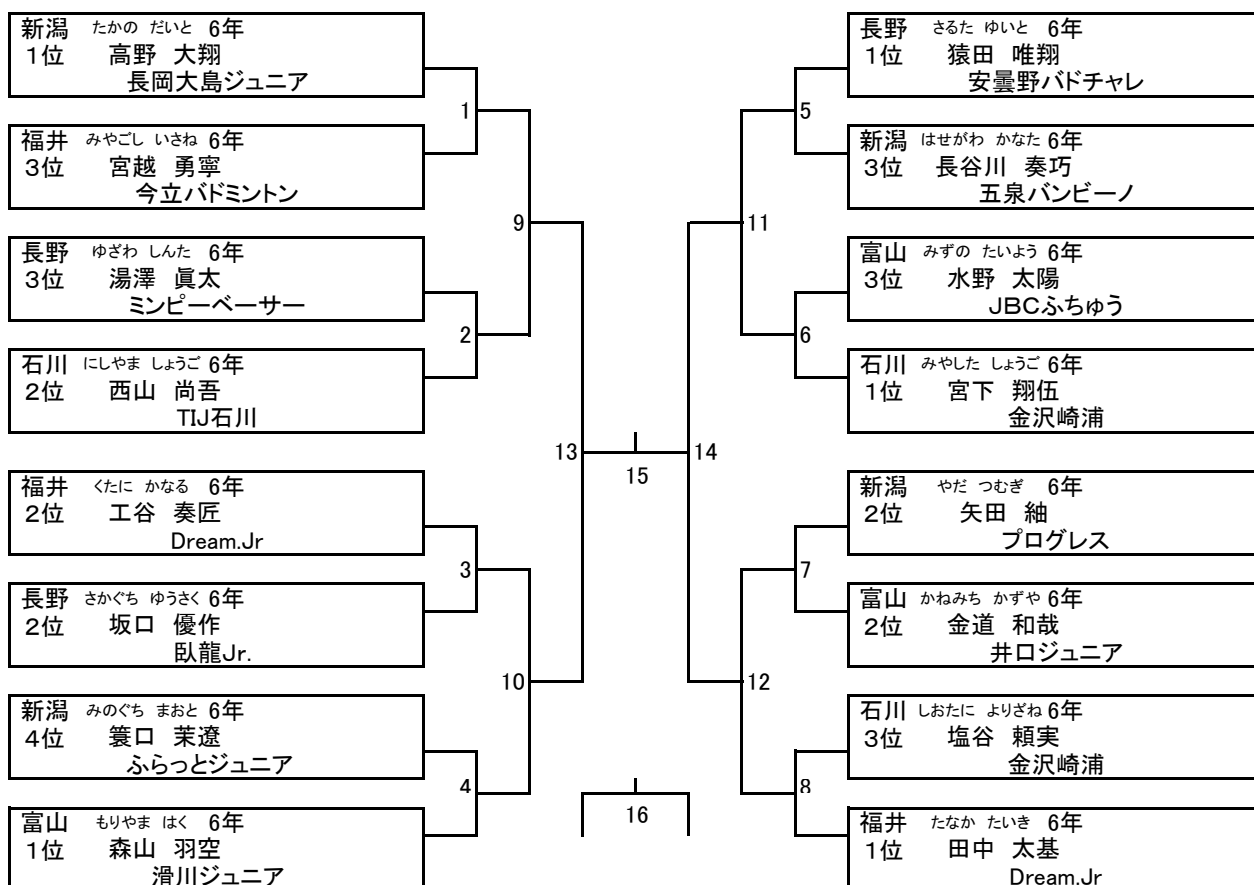 新潟 たかの だいと 6年
1位 高野 大翔
長岡大島ジュニア
福井 みやごし いさね 6年
3位 宮越 勇寧
今立バドミントン
長野 ゆざわ しんた 6年
3位 湯澤 眞太
ミンピーベーサー
石川 にしやま しょうご 6年
2位 西山 尚吾
TIJ石川
福井 くたに かなる 6年
2位 工谷 奏匠
Dream.Jr
長野 さかぐち ゆうさく 6年
2位 坂口 優作
臥龍Jr.
新潟 みのぐち まおと 6年
4位 簑口 茉遼
ふらっとジュニア
富山 もりやま はく 6年
1位 森山 羽空
滑川ジュニア
1
2
3
4
9
10
13
15
16
14
11
12
5
6
7
8
長野 さるた ゆいと 6年
1位 猿田 唯翔
安曇野バドチャレ
新潟 はせがわ かなた 6年
3位 長谷川 奏巧
五泉バンビーノ
富山 みずの たいよう 6年
3位 水野 太陽
JBCふちゅう
石川 みやした しょうご 6年
1位 宮下 翔伍
金沢崎浦
新潟 やだ つむぎ 6年
2位 矢田 紬
プログレス
富山 かねみち かずや 6年
2位 金道 和哉
井口ジュニア
石川 しおたに よりざね 6年
3位 塩谷 頼実
金沢崎浦
福井 たなか たいき 6年
1位 田中 太基
Dream.Jr